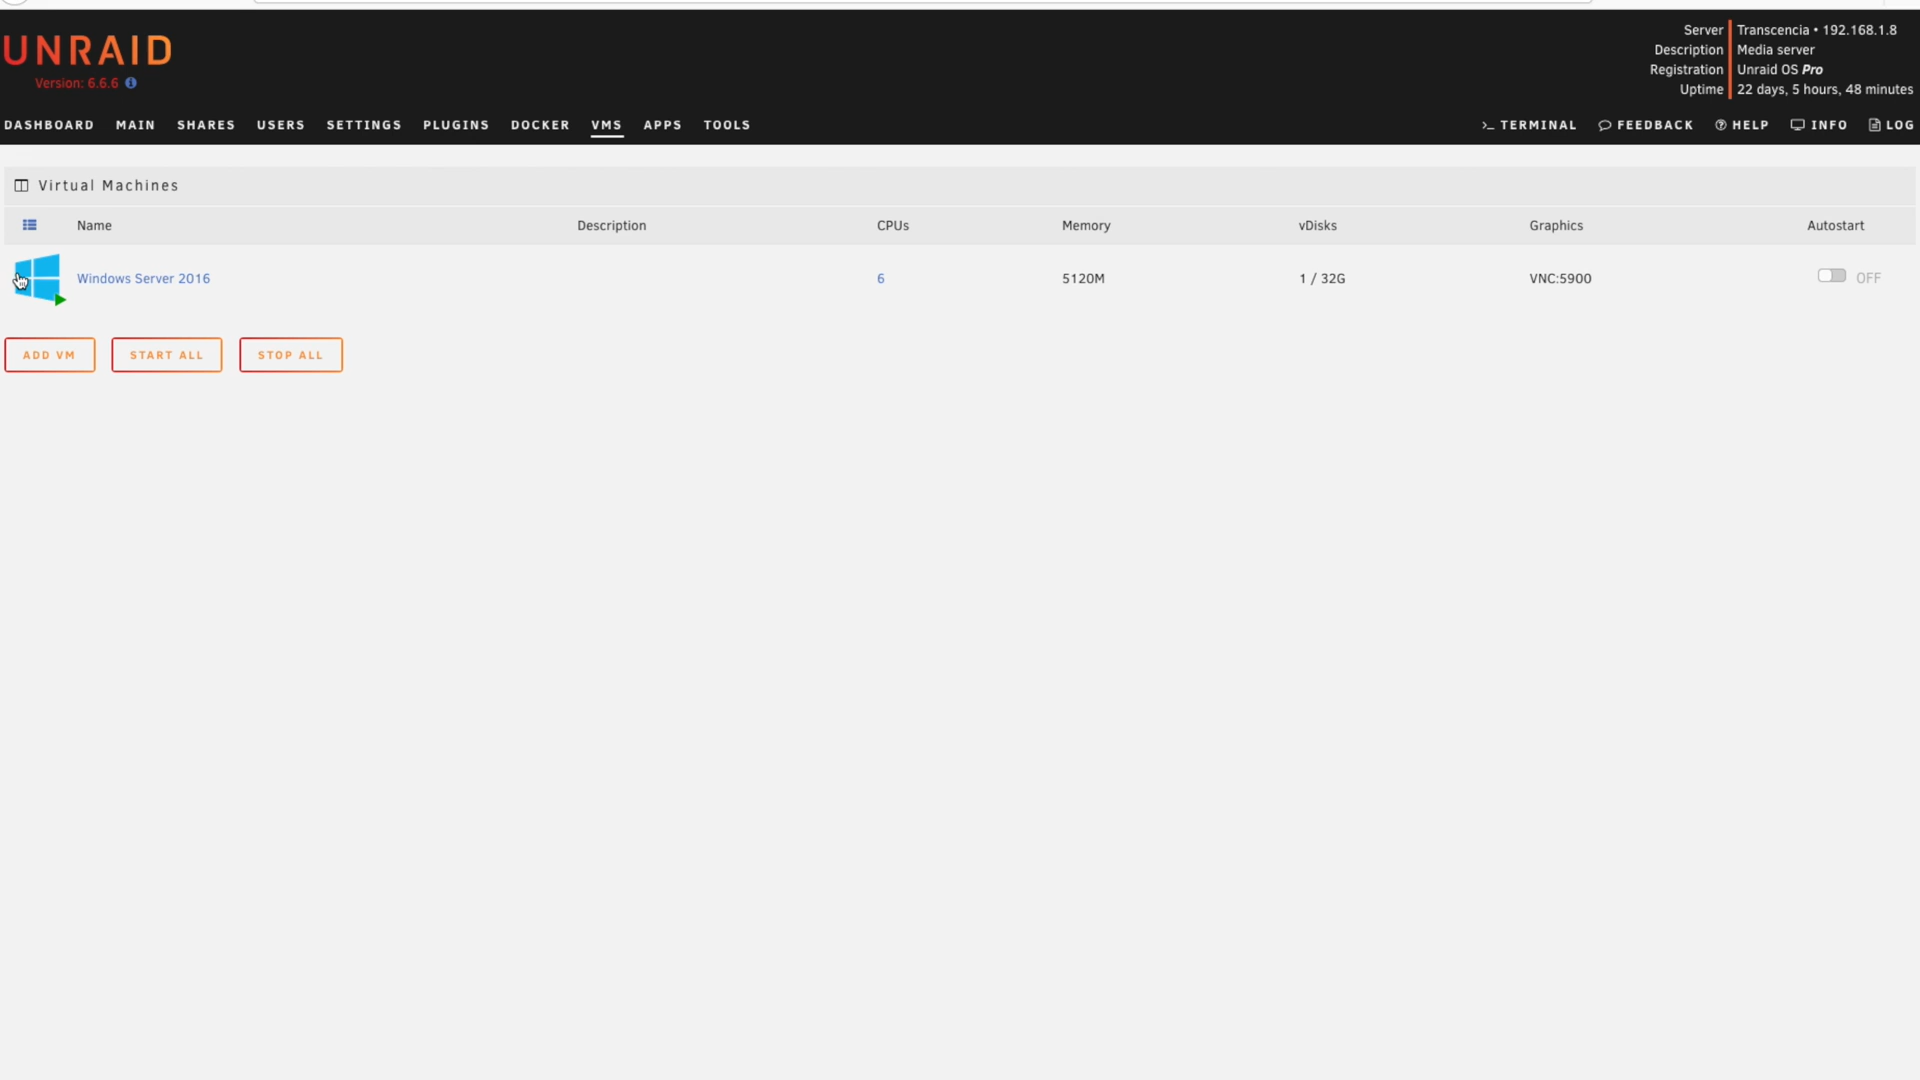 UNRAID
Version: 6.6.6
Server Transcencia • 192.168.1.8
Description Media server
Registration Unraid OS Pro
Uptime 22 days, 5 hours, 48 minutes
DASHBOARD MAIN SHARES USERS SETTINGS PLUGINS DOCKER VMS APPS TOOLS >_ TERMINAL FEEDBACK HELP INFO LOG
Virtual Machines
Name Description CPUs Memory vDisks Graphics Autostart
Windows Server 2016 6 5120M 1 / 32G VNC:5900 OFF
ADD VM START ALL STOP ALL